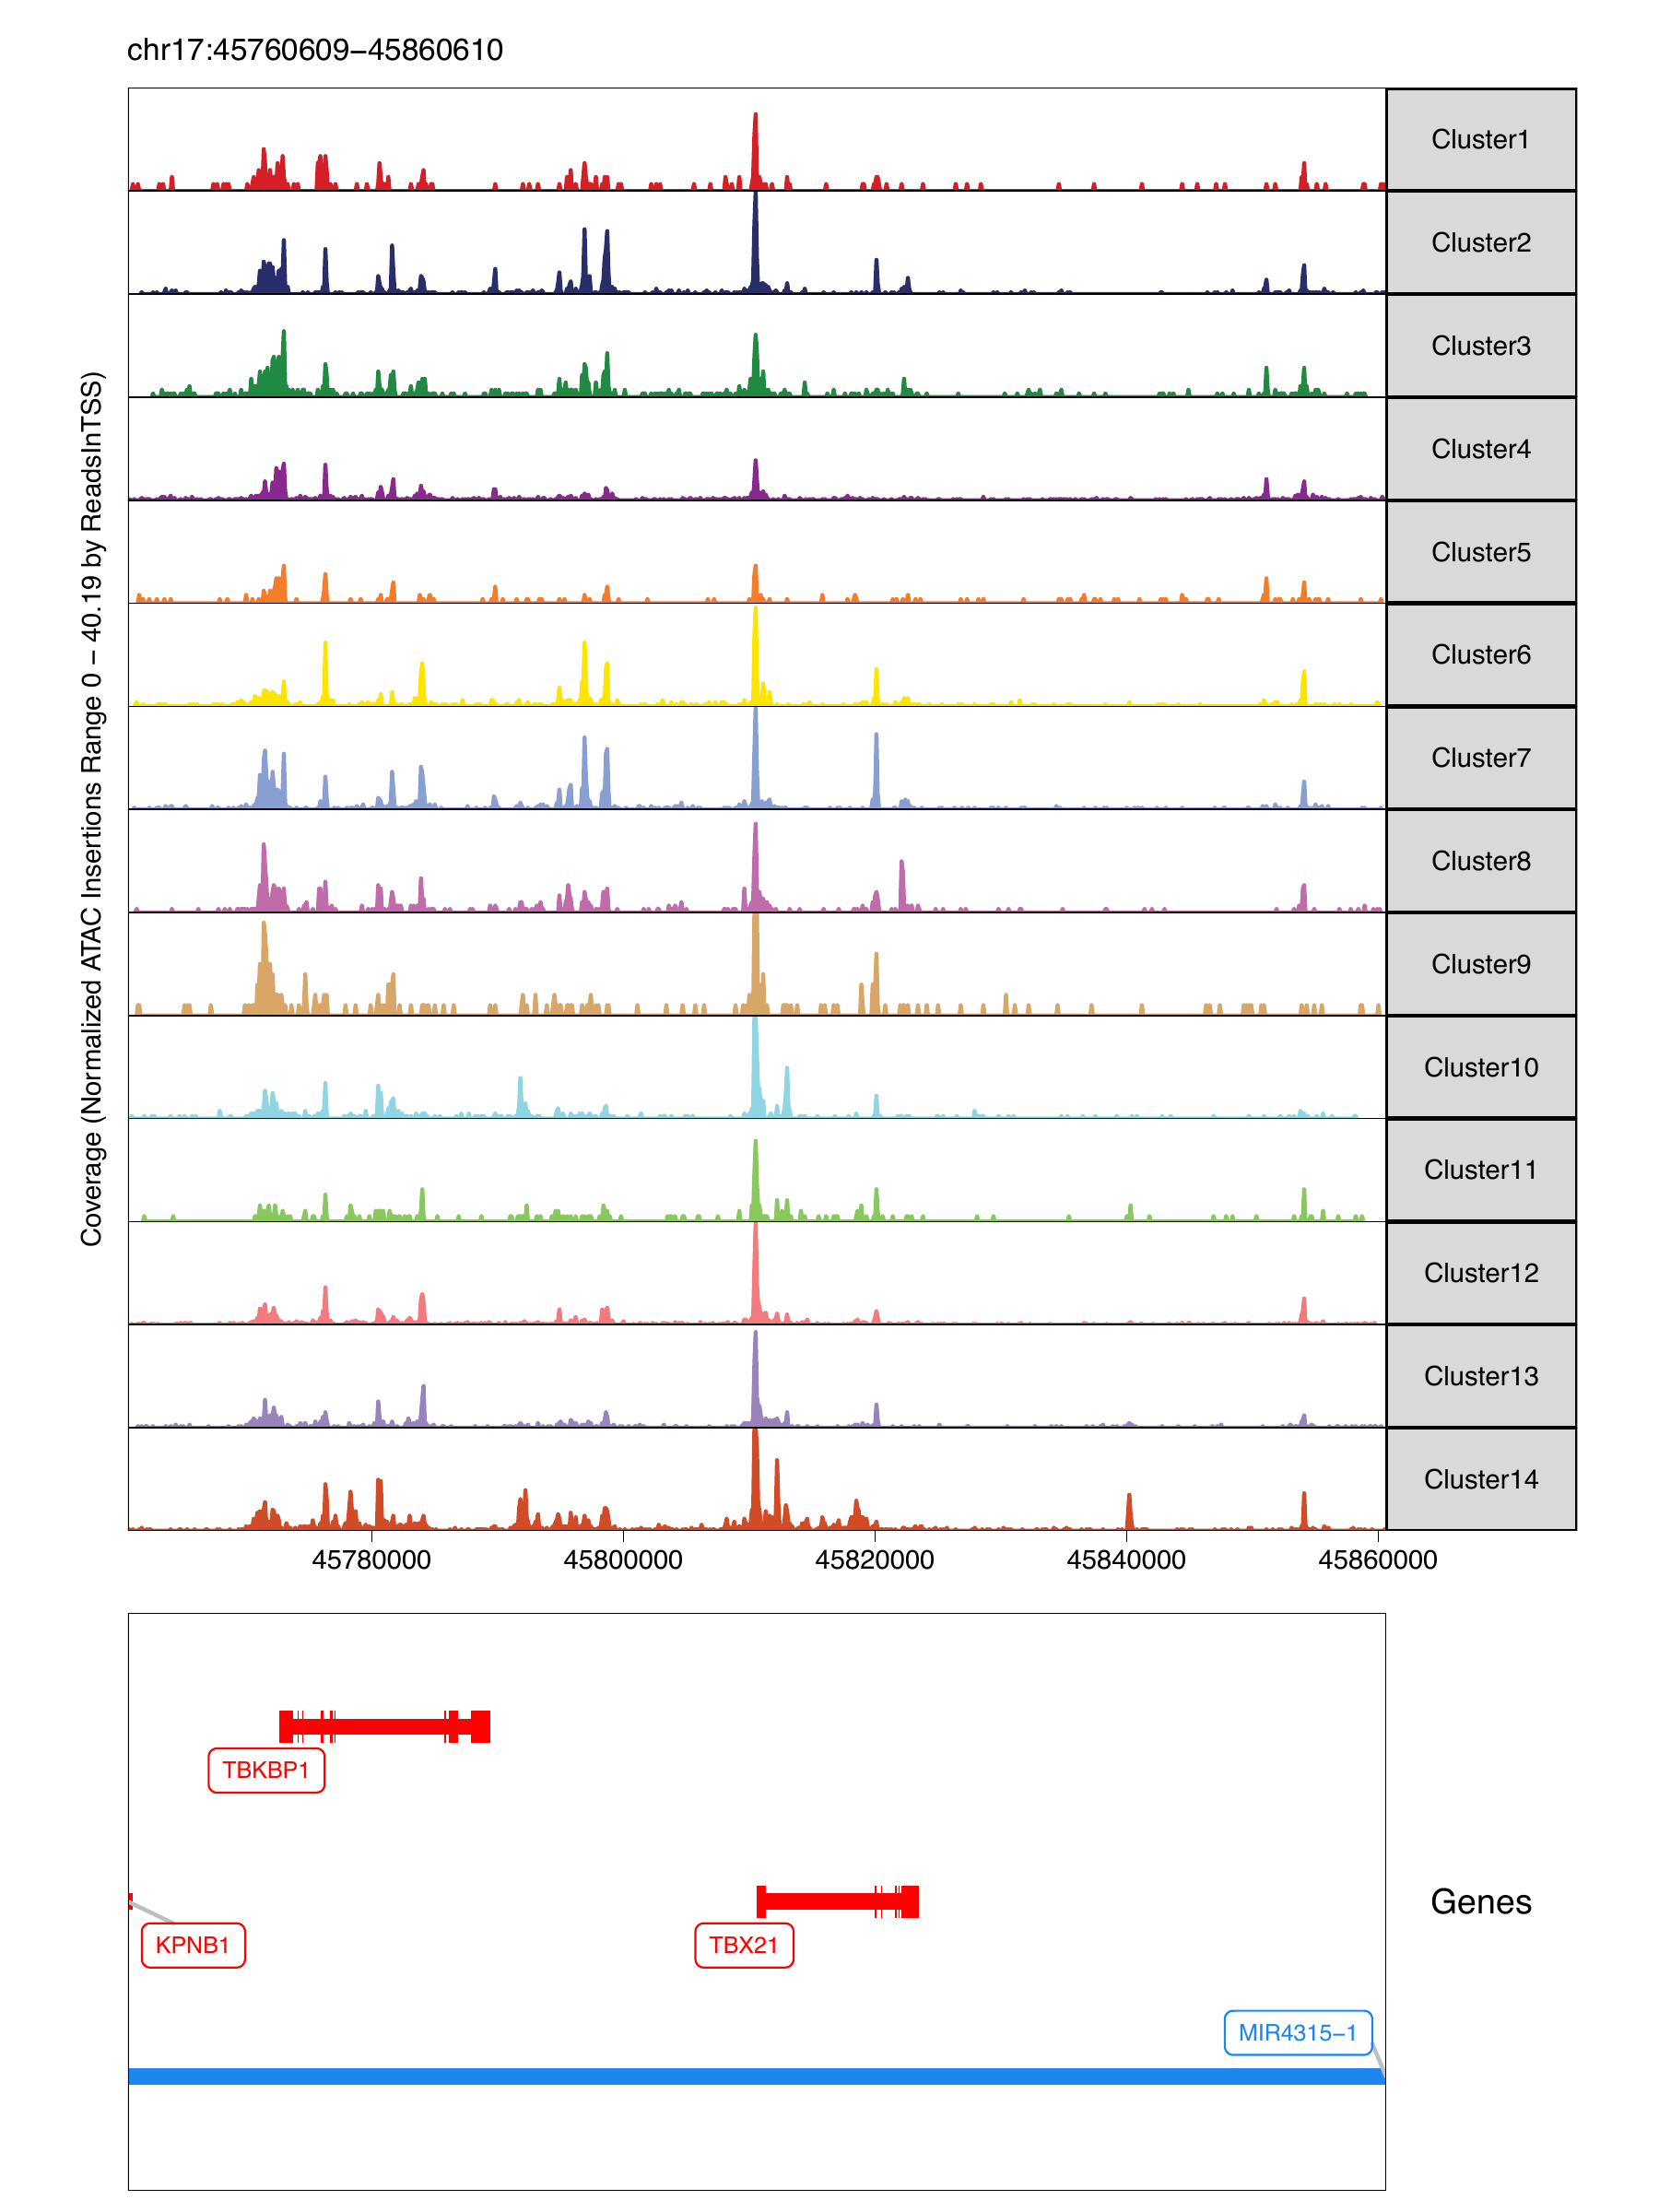 chr17:45760609−45860610
Coverage (Normalized ATAC Insertions Range 0 − 40.19 by ReadsInTSS)
Cluster1
Cluster2
Cluster3
Cluster4
Cluster5
Cluster6
Cluster7
Cluster8
Cluster9
Cluster10
Cluster11
Cluster12
Cluster13
Cluster14
45780000 45800000 45820000 45840000 45860000
TBKBP1
Genes
KPNB1 TBX21
MIR4315−1